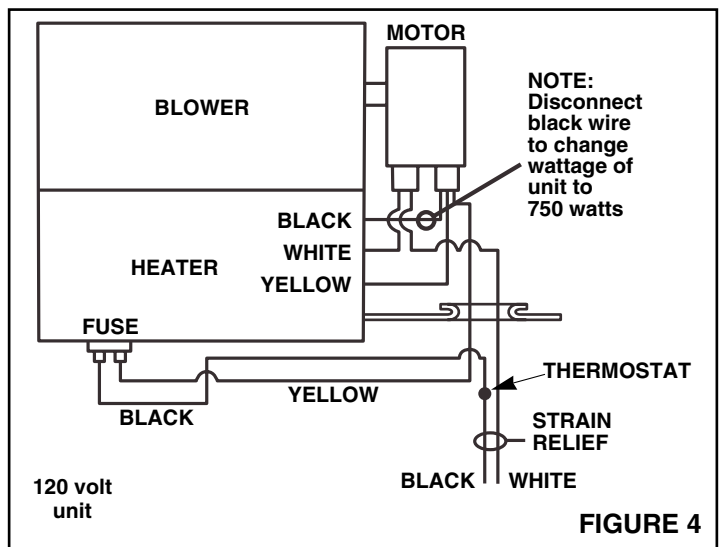 MOTOR
BLOWER
NOTE:
Disconnect
black wire
to change
wattage of
unit to
750 watts
BLACK
WHITE
HEATER
YELLOW
FUSE
THERMOSTAT
YELLOW
BLACK
STRAIN
RELIEF
BLACK WHITE
120 volt
unit
FIGURE 4